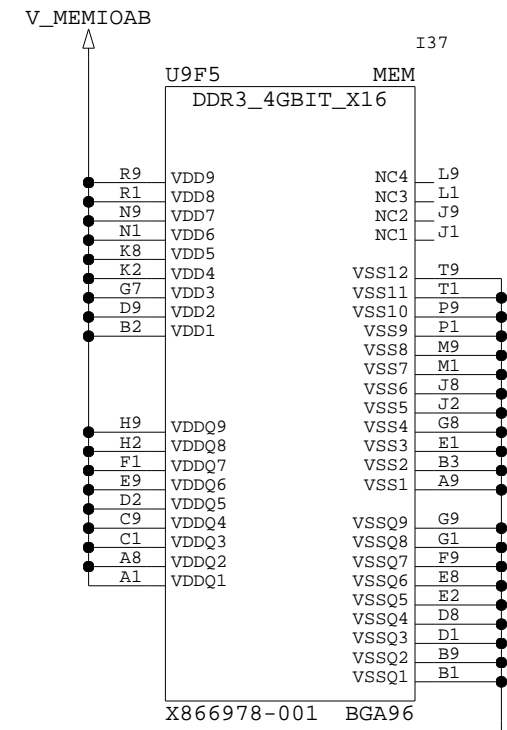 V_MEMIOAB
I37
U9F5 MEM
DDR3_4GBIT_X16
R9 VDD9 NC4 L9
R1 VDD8 NC3 L1
N9 VDD7 NC2 J9
N1 VDD6 NC1 J1
K8 VDD5
K2 VDD4 VSS12 T9
G7 VDD3 VSS11 T1
D9 VDD2 VSS10 P9
B2 VDD1 VSS9 P1
VSS8 M9
VSS7 M1
VSS6 J8
VSS5 J2
H9 VDDQ9 VSS4 G8
H2 VDDQ8 VSS3 E1
F1 VDDQ7 VSS2 B3
E9 VDDQ6 VSS1 A9
D2 VDDQ5
C9 VDDQ4 VSSQ9 G9
C1 VDDQ3 VSSQ8 G1
A8 VDDQ2 VSSQ7 F9
A1 VDDQ1 VSSQ6 E8
VSSQ5 E2
VSSQ4 D8
VSSQ3 D1
VSSQ2 B9
VSSQ1 B1
X866978-001 BGA96